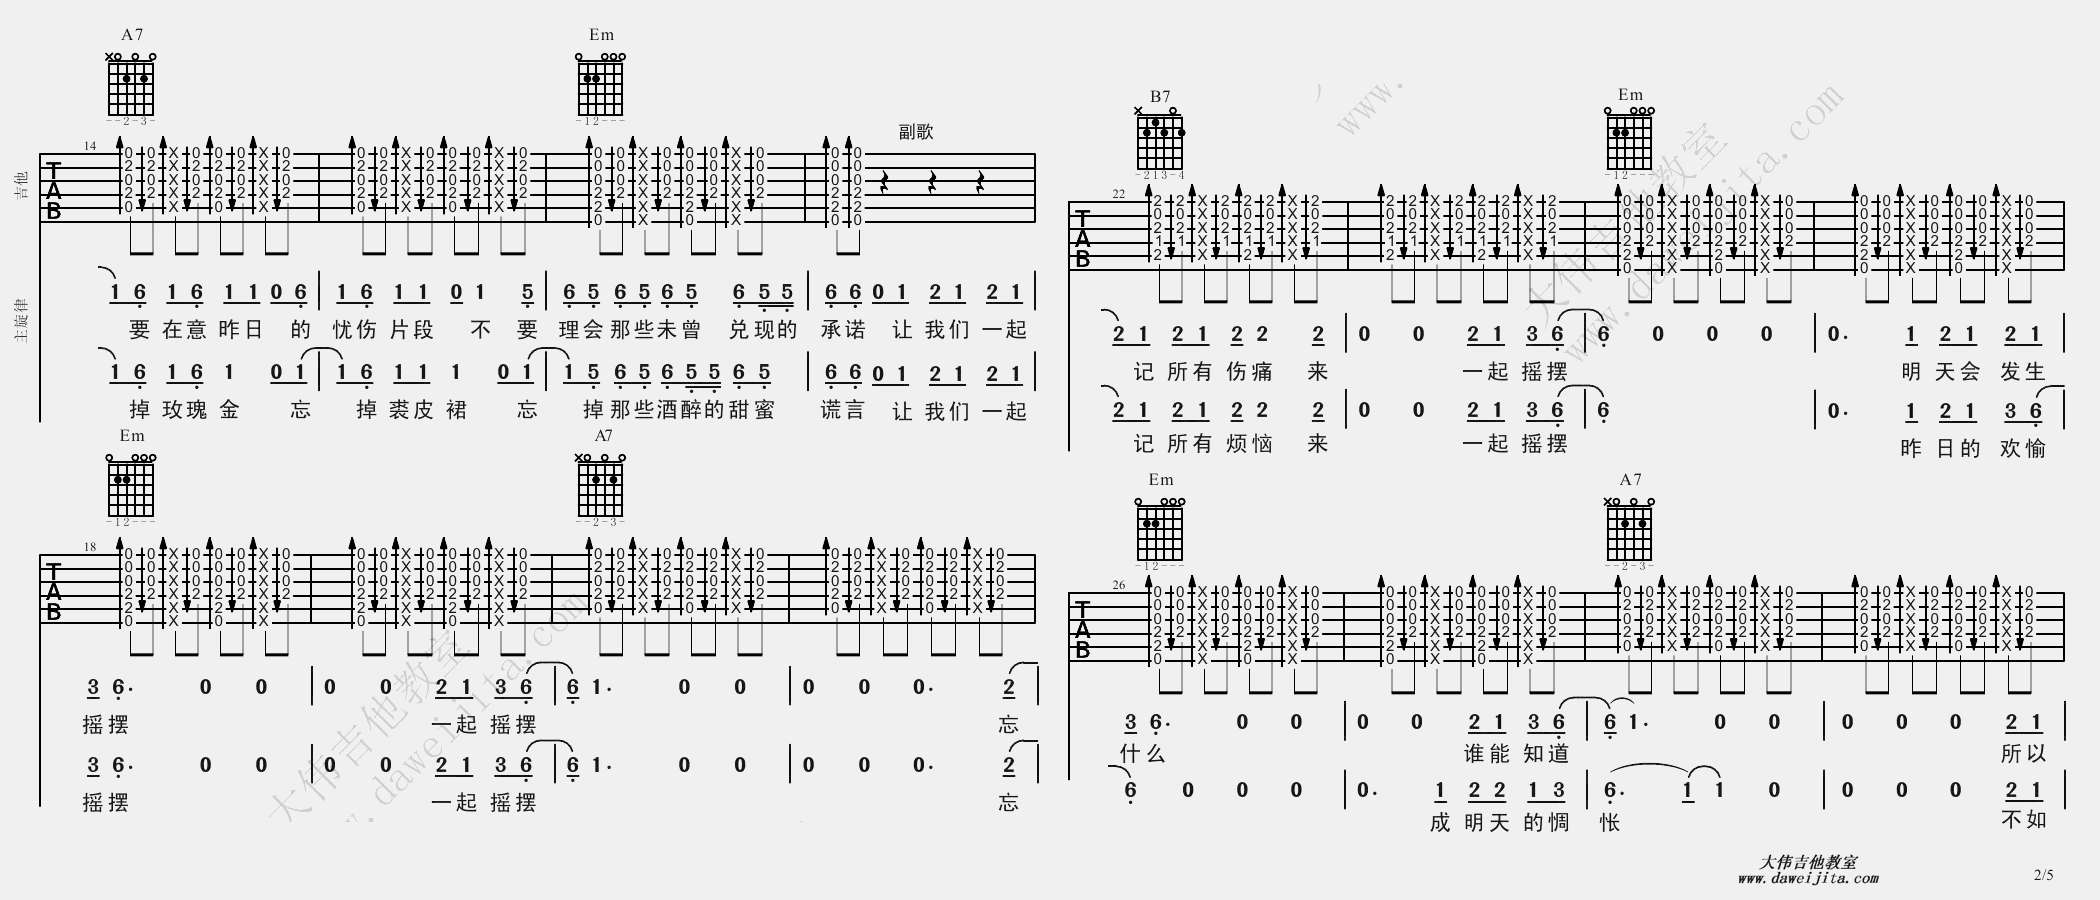 A7 Em
副歌
吉他
14
主旋律
1 6 1 6 1 1 0 6 1 6 1 1 0 1 5 6 5 6 5 6 5 6 5 5 6 6 0 1 2 1 2 1
要 在意 昨日 的 忧伤 片段 不 要 理会 那些 未曾 兑现的 承诺 让 我们 一起
1 6 1 6 1 0 1 1 6 1 1 1 0 1 1 5 6 5 6 5 5 6 5 6 6 0 1 2 1 2 1
掉 玫瑰 金 忘 掉 裘皮 裙 忘 掉 那些 酒醉的 甜蜜 谎言 让 我们 一起
Em A7
18
3 6. 0 0 0 0 2 1 3 6 6 1. 0 0 0 0 0. 2
摇摆 一起 摇摆 忘
3 6. 0 0 0 0 2 1 3 6 6 1. 0 0 0 0 0. 2
摇摆 一起 摇摆 忘
B7 Em
22
2 1 2 1 2 2 2 0 0 2 1 3 6 6 0 0 0 0. 1 2 1 2 1
记 所有 伤痛 来 一起 摇摆 明 天会 发生
2 1 2 1 2 2 2 0 0 2 1 3 6 6 0. 1 2 1 3 6
记 所有 烦恼 来 一起 摇摆 昨 日的 欢愉
Em A7
26
3 6. 0 0 0 0 2 1 3 6 6 1. 0 0 0 0 0 2 1
什么 谁能 知道 所以
6 0 0 0 0. 1 2 2 1 3 6. 1 1 0 0 0 0 2 1
成 明天 的惆 怅 不如
大伟吉他教室
www.daweijita.com
2/5